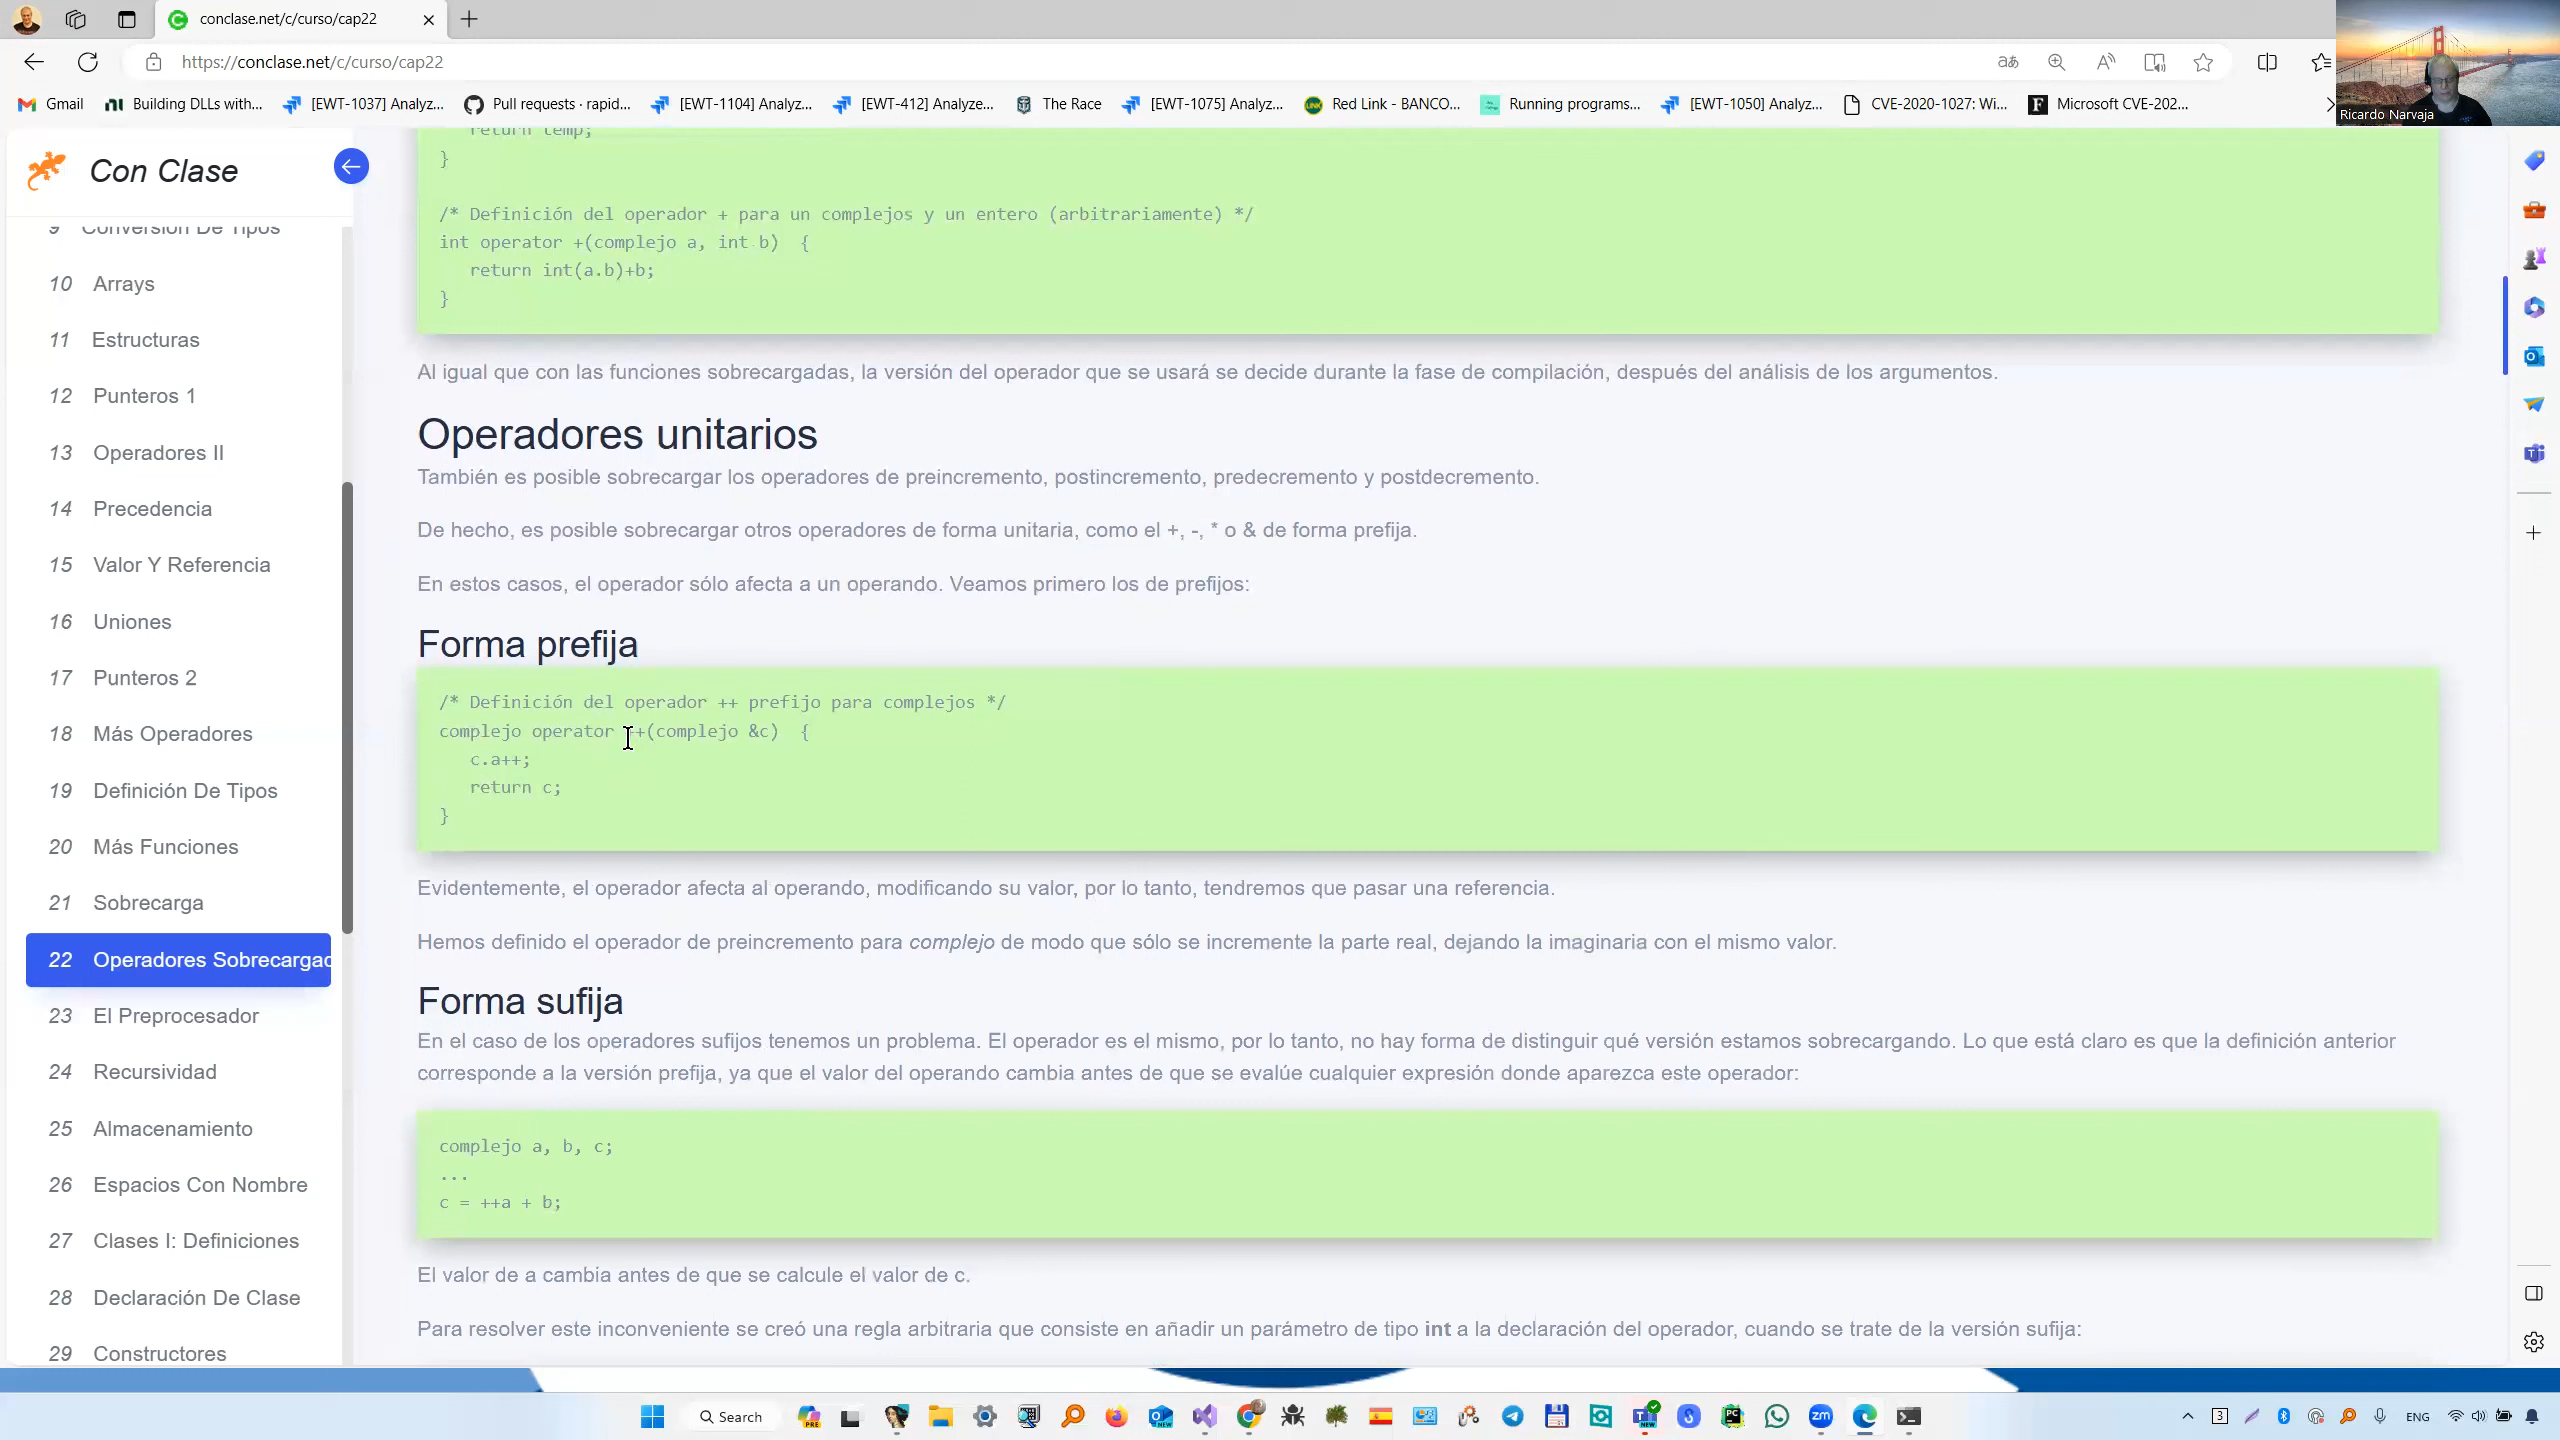 conclase.net/c/curso/cap22
https://conclase.net/c/curso/cap22
Gmail
Building DLLs with...
[EWT-1037] Analyz...
Pull requests · rapid...
[EWT-1104] Analyz...
[EWT-412] Analyze...
The Race
[EWT-1075] Analyz...
Red Link - BANCO...
Running programs...
[EWT-1050] Analyz...
CVE-2020-1027: Wi...
Microsoft CVE-202...
Ricardo Narvaja
Con Clase
9 Conversión De Tipos
10 Arrays
11 Estructuras
12 Punteros 1
13 Operadores II
14 Precedencia
15 Valor Y Referencia
16 Uniones
17 Punteros 2
18 Más Operadores
19 Definición De Tipos
20 Más Funciones
21 Sobrecarga
22 Operadores Sobrecargad
23 El Preprocesador
24 Recursividad
25 Almacenamiento
26 Espacios Con Nombre
27 Clases I: Definiciones
28 Declaración De Clase
29 Constructores
return temp;
}
/* Definición del operador + para un complejos y un entero (arbitrariamente) */
int operator +(complejo a, int b) {
return int(a.b)+b;
}
Al igual que con las funciones sobrecargadas, la versión del operador que se usará se decide durante la fase de compilación, después del análisis de los argumentos.
Operadores unitarios
También es posible sobrecargar los operadores de preincremento, postincremento, predecremento y postdecremento.
De hecho, es posible sobrecargar otros operadores de forma unitaria, como el +, -, * o & de forma prefija.
En estos casos, el operador sólo afecta a un operando. Veamos primero los de prefijos:
Forma prefija
/* Definición del operador ++ prefijo para complejos */
complejo operator ++(complejo &c) {
c.a++;
return c;
}
Evidentemente, el operador afecta al operando, modificando su valor, por lo tanto, tendremos que pasar una referencia.
Hemos definido el operador de preincremento para complejo de modo que sólo se incremente la parte real, dejando la imaginaria con el mismo valor.
Forma sufija
En el caso de los operadores sufijos tenemos un problema. El operador es el mismo, por lo tanto, no hay forma de distinguir qué versión estamos sobrecargando. Lo que está claro es que la definición anterior
corresponde a la versión prefija, ya que el valor del operando cambia antes de que se evalúe cualquier expresión donde aparezca este operador:
complejo a, b, c;
...
c = ++a + b;
El valor de a cambia antes de que se calcule el valor de c.
Para resolver este inconveniente se creó una regla arbitraria que consiste en añadir un parámetro de tipo int a la declaración del operador, cuando se trate de la versión sufija:
Search
ENG